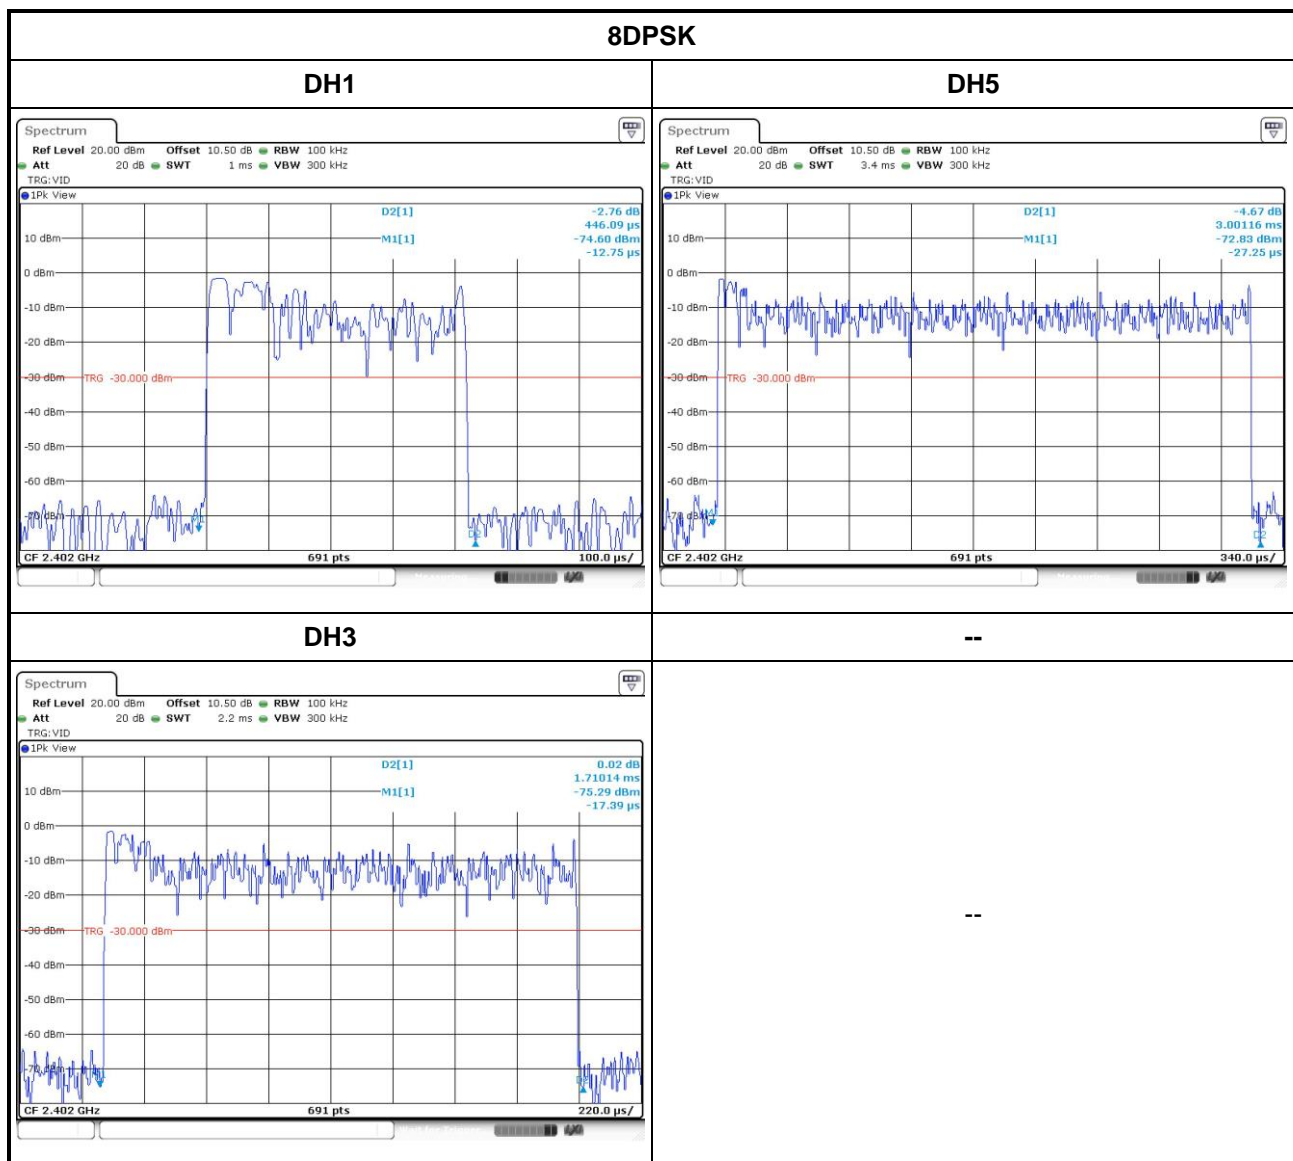 8DPSK
DH1
DH5
Spectrum
Ref Level 20.00 dBm Offset 10.50 dB RBW 100 kHz
Att 20 dB SWT 1 ms VBW 300 kHz
TRG:VID
1Pk View
D2[1] -2.76 dB
446.09 µs
10 dBm M1[1] -74.60 dBm
-12.75 µs
0 dBm
-10 dBm
-20 dBm
-30 dBm TRG -30.000 dBm
-40 dBm
-50 dBm
-60 dBm
-70 dBm
D2
CF 2.402 GHz 691 pts 100.0 µs/
Spectrum
Ref Level 20.00 dBm Offset 10.50 dB RBW 100 kHz
Att 20 dB SWT 3.4 ms VBW 300 kHz
TRG:VID
1Pk View
D2[1] -4.67 dB
3.00116 ms
10 dBm M1[1] -72.83 dBm
-27.25 µs
0 dBm
-10 dBm
-20 dBm
-30 dBm TRG -30.000 dBm
-40 dBm
-50 dBm
-60 dBm
-70 dBm
D2
CF 2.402 GHz 691 pts 340.0 µs/
DH3
--
Spectrum
Ref Level 20.00 dBm Offset 10.50 dB RBW 100 kHz
Att 20 dB SWT 2.2 ms VBW 300 kHz
TRG:VID
1Pk View
D2[1] 0.02 dB
1.71014 ms
10 dBm M1[1] -75.29 dBm
-17.39 µs
0 dBm
-10 dBm
-20 dBm
-30 dBm TRG -30.000 dBm
-40 dBm
-50 dBm
-60 dBm
-70 dBm
D2
CF 2.402 GHz 691 pts 220.0 µs/
--